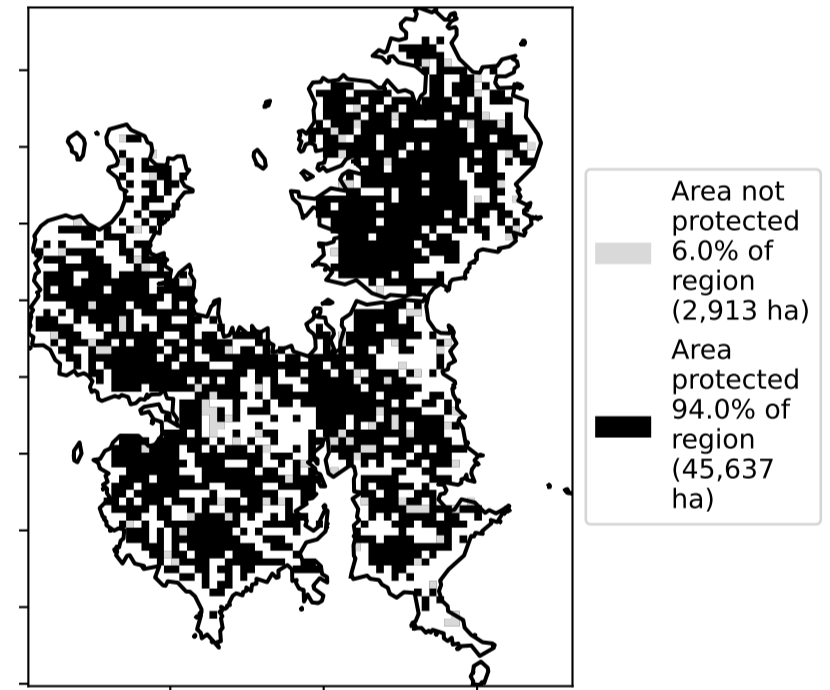 Area not
protected
6.0% of
region
(2,913 ha)
Area
protected
94.0% of
region
(45,637
ha)